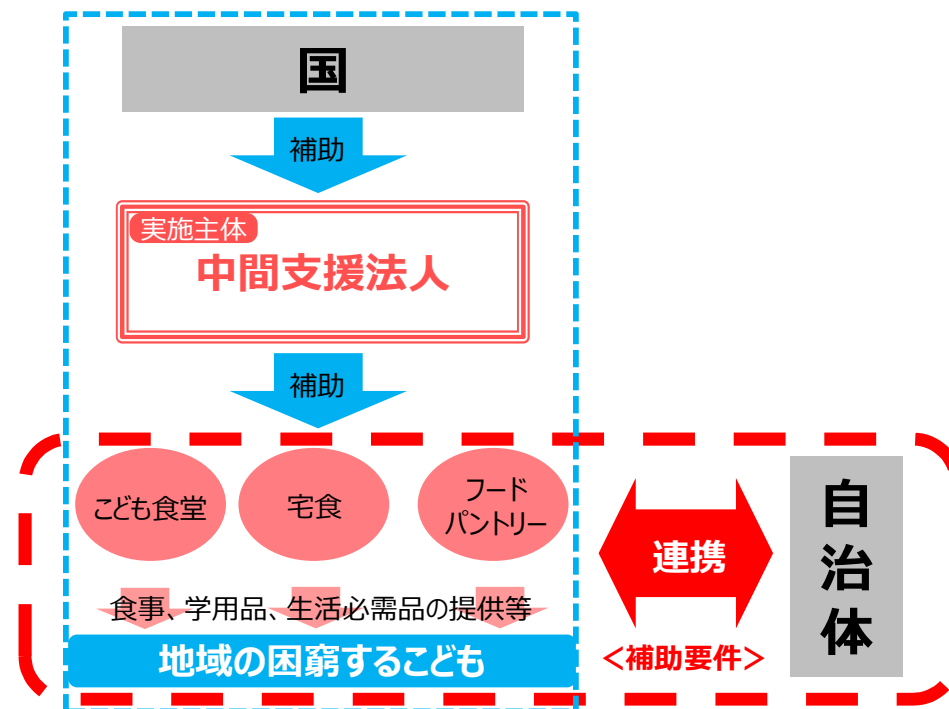 国
補助
実施主体
中間支援法人
補助
こども食堂
宅食
フード
パントリー
連携
自治体
食事、学用品、生活必需品の提供等
地域の困窮するこども
<補助要件>